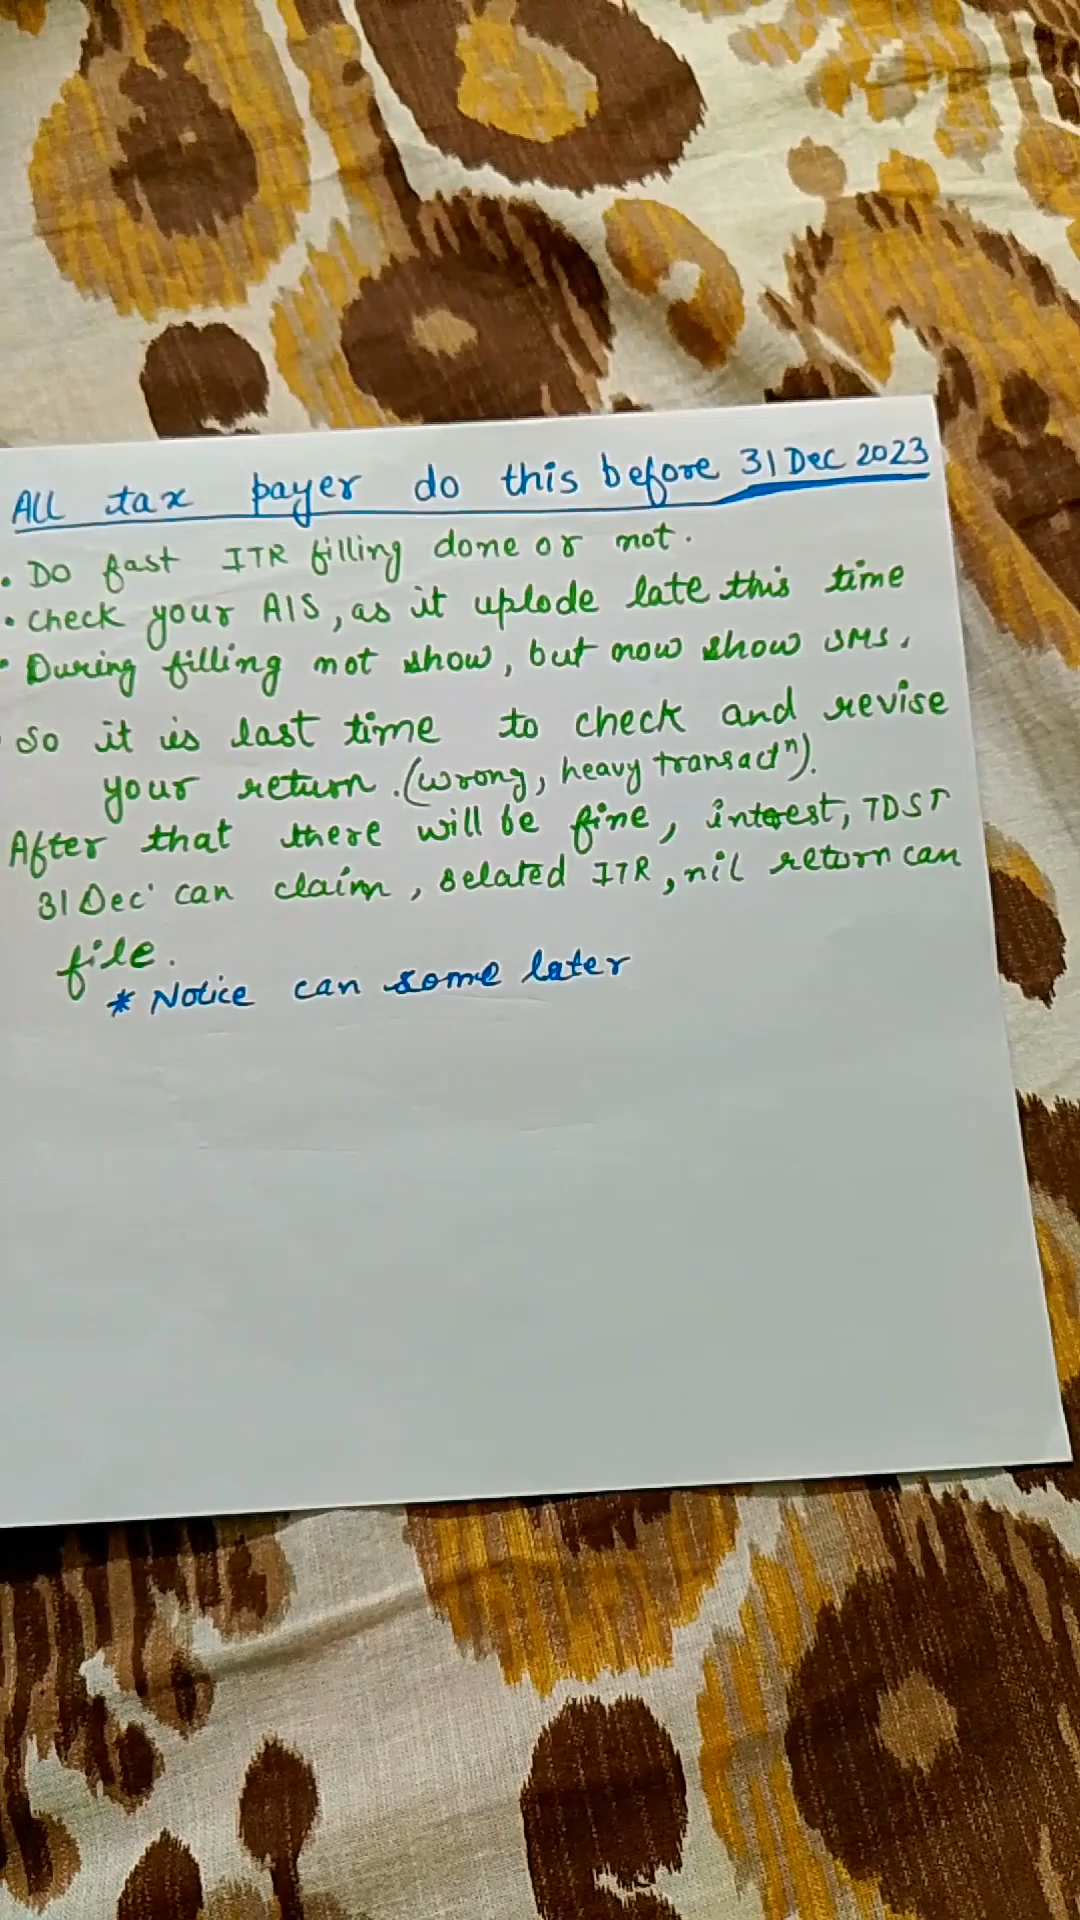 All tax payer do this before 31 Dec 2023
• Do fast ITR filling done or not.
• check your AIS, as it uplode late this time
• During filling not show, but now show SMS.
• So it is last time to check and revise
your return. (wrong, heavy transactⁿ).
After that there will be fine, interest, TDS↑
31 Dec' can claim, belated ITR, nil return can
file.
* Notice can some later